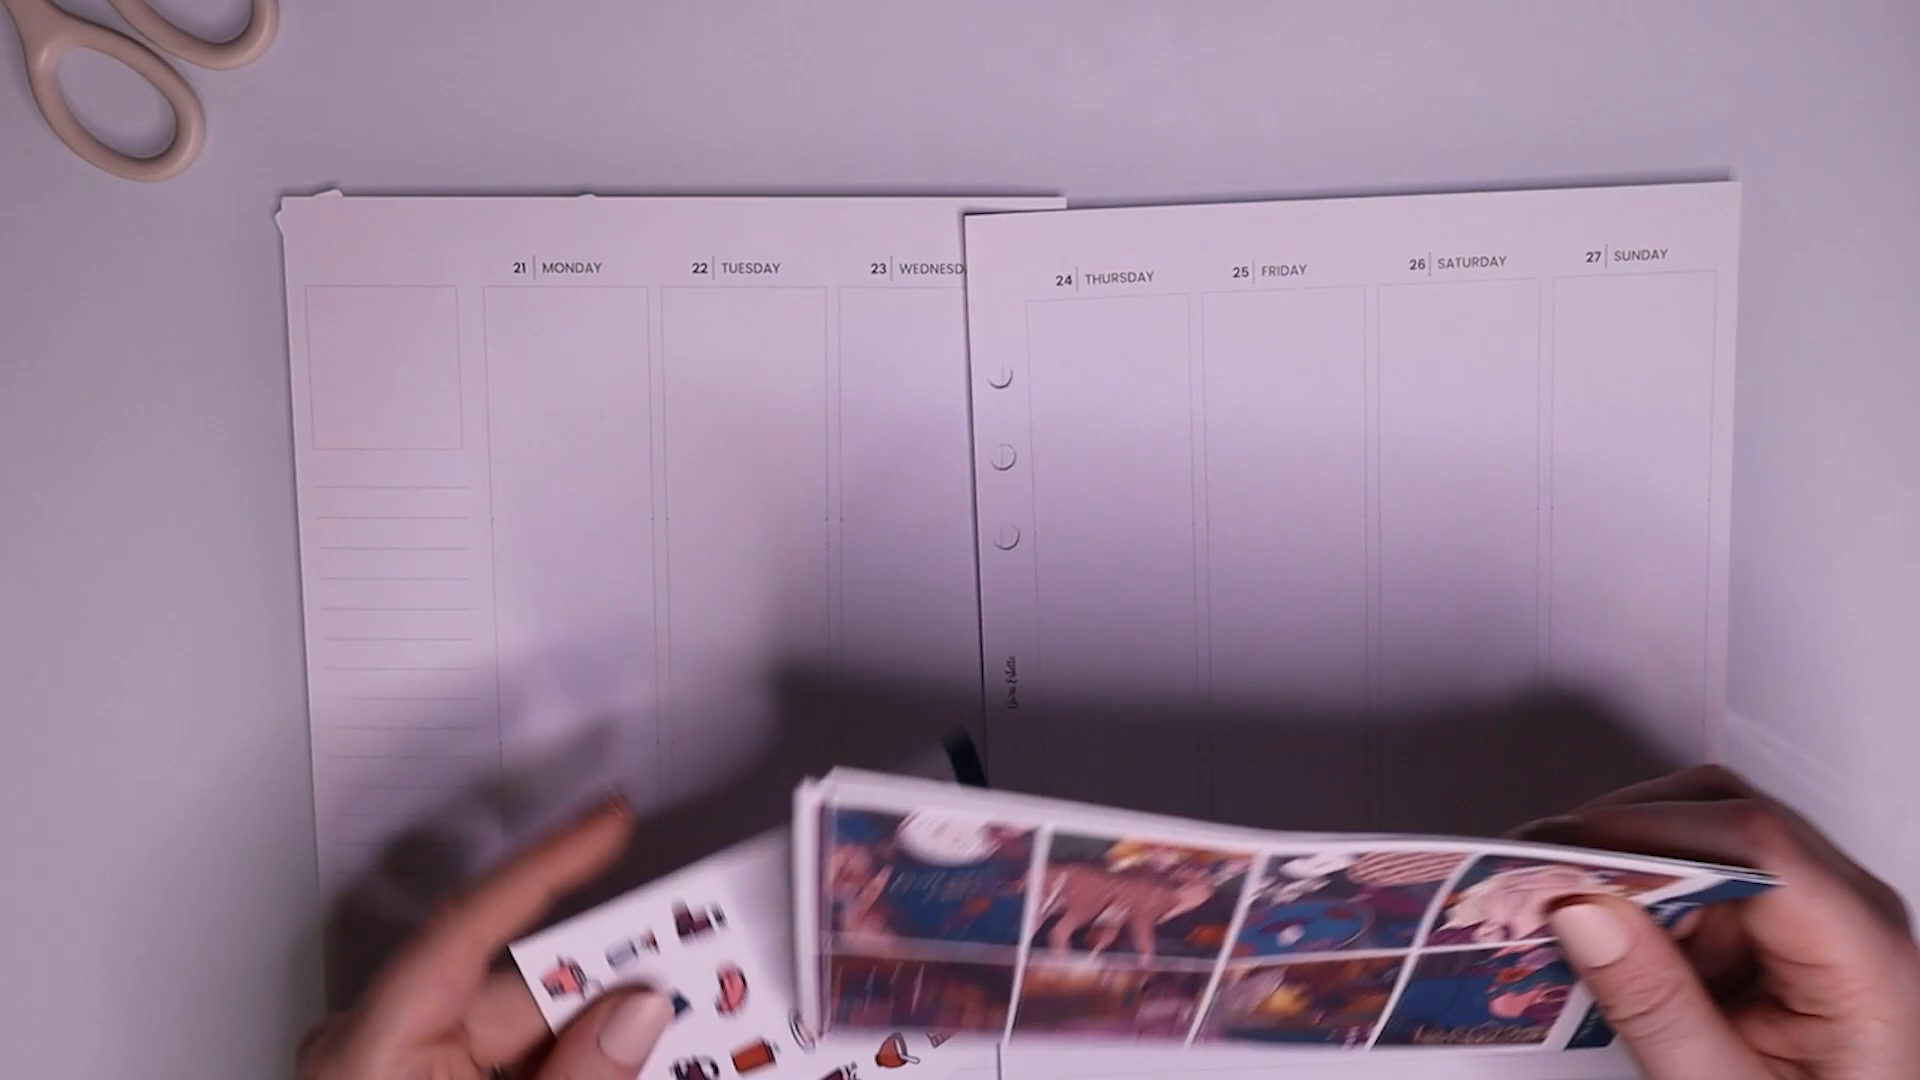 21 MONDAY
22 TUESDAY
23 WEDNESD
24 THURSDAY
25 FRIDAY
26 SATURDAY
27 SUNDAY